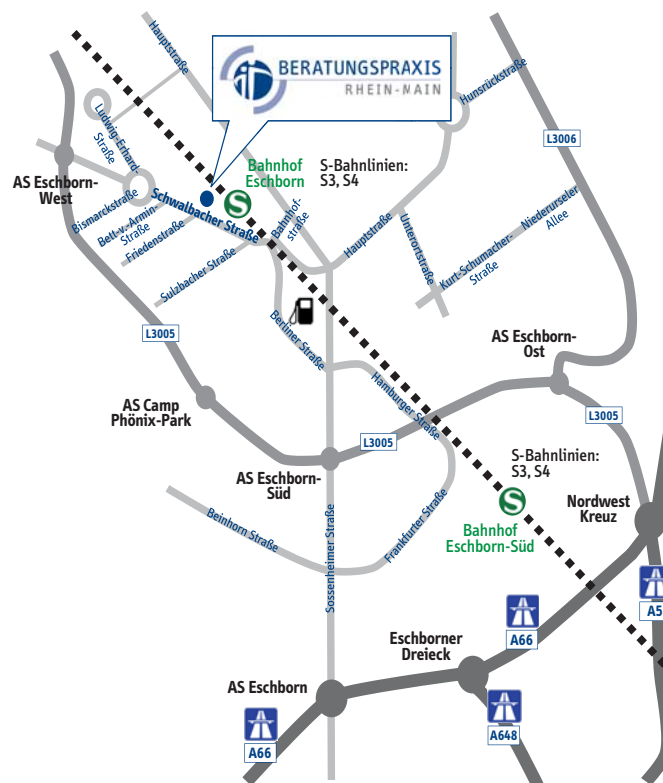 Hauptstraße
BERATUNGSPRAXIS
RHEIN-MAIN
Hunsrückstraße
L3006
Ludwig-Erhard-
Straße
AS Eschborn-
West
Bahnhof
Eschborn
S-Bahnlinien:
S3, S4
S
Bismarckstraße
Bett-v.-Armin-
Straße
Friedenstraße
Schwalbacher Straße
Bahnhof-
straße
Sulzbacher Straße
Hauptstraße
Unterortstraße
Kurt-Schumacher-
Straße
Niederurseler
Allee
L3005
Berliner Straße
AS Eschborn-
Ost
AS Camp
Phönix-Park
Hamburger Straße
L3005
L3005
AS Eschborn-
Süd
S-Bahnlinien:
S3, S4
S
Bahnhof
Eschborn-Süd
Nordwest
Kreuz
Beinhorn Straße
Sossenheimer Straße
Frankfurter Straße
A5
A66
Eschborner
Dreieck
AS Eschborn
A66
A648